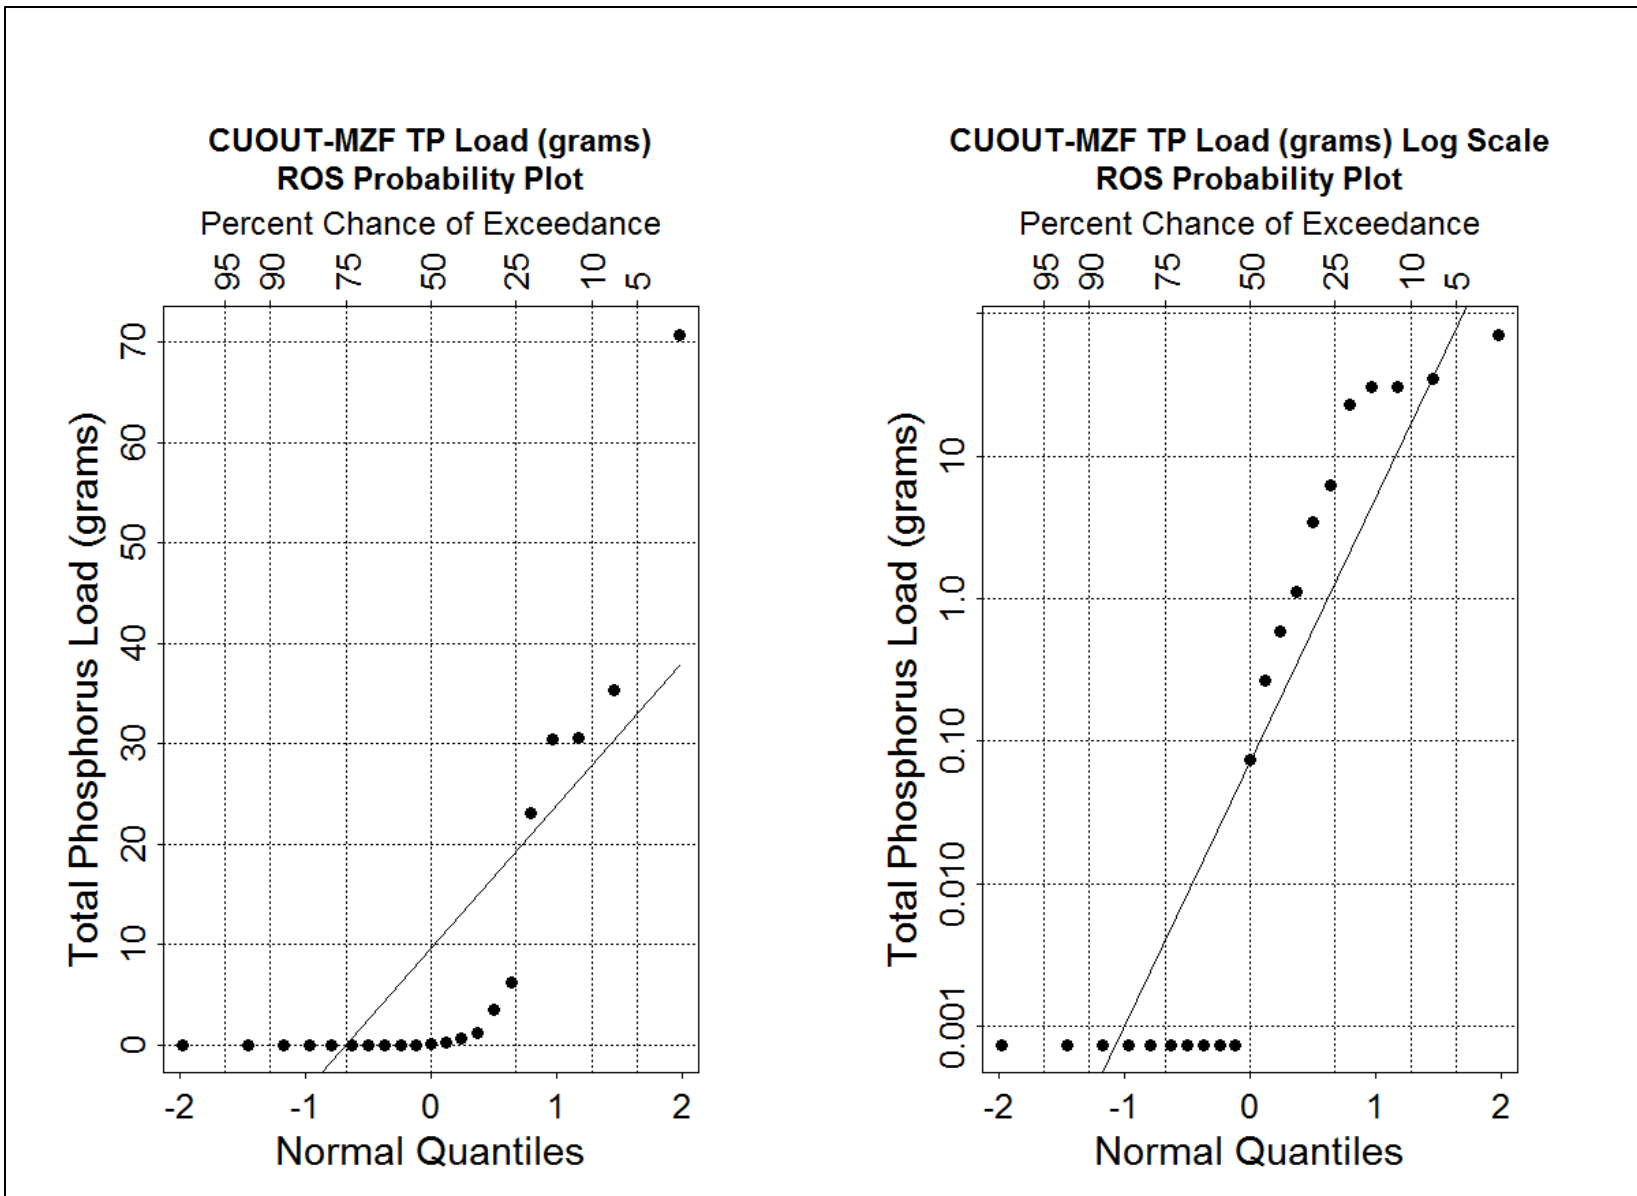 CUOUT-MZF TP Load (grams)
ROS Probability Plot
Percent Chance of Exceedance
95 90 75 50 25 10 5
Total Phosphorus Load (grams)
70
60
50
40
30
20
10
0
-2 -1 0 1 2
Normal Quantiles
CUOUT-MZF TP Load (grams) Log Scale
ROS Probability Plot
Percent Chance of Exceedance
95 90 75 50 25 10 5
Total Phosphorus Load (grams)
10
1.0
0.10
0.010
0.001
-2 -1 0 1 2
Normal Quantiles